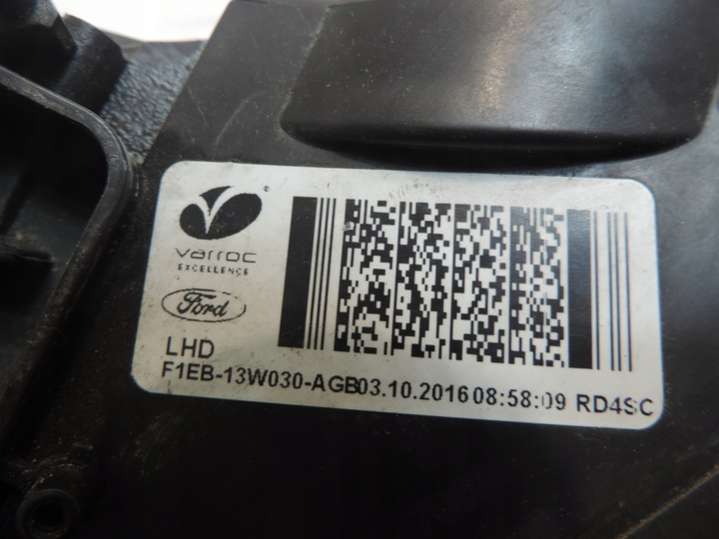 varroc
EXCELLENCE
Ford
LHD
F1EB-13W030-AGB03.10.2016 08:58:09 RD4SC